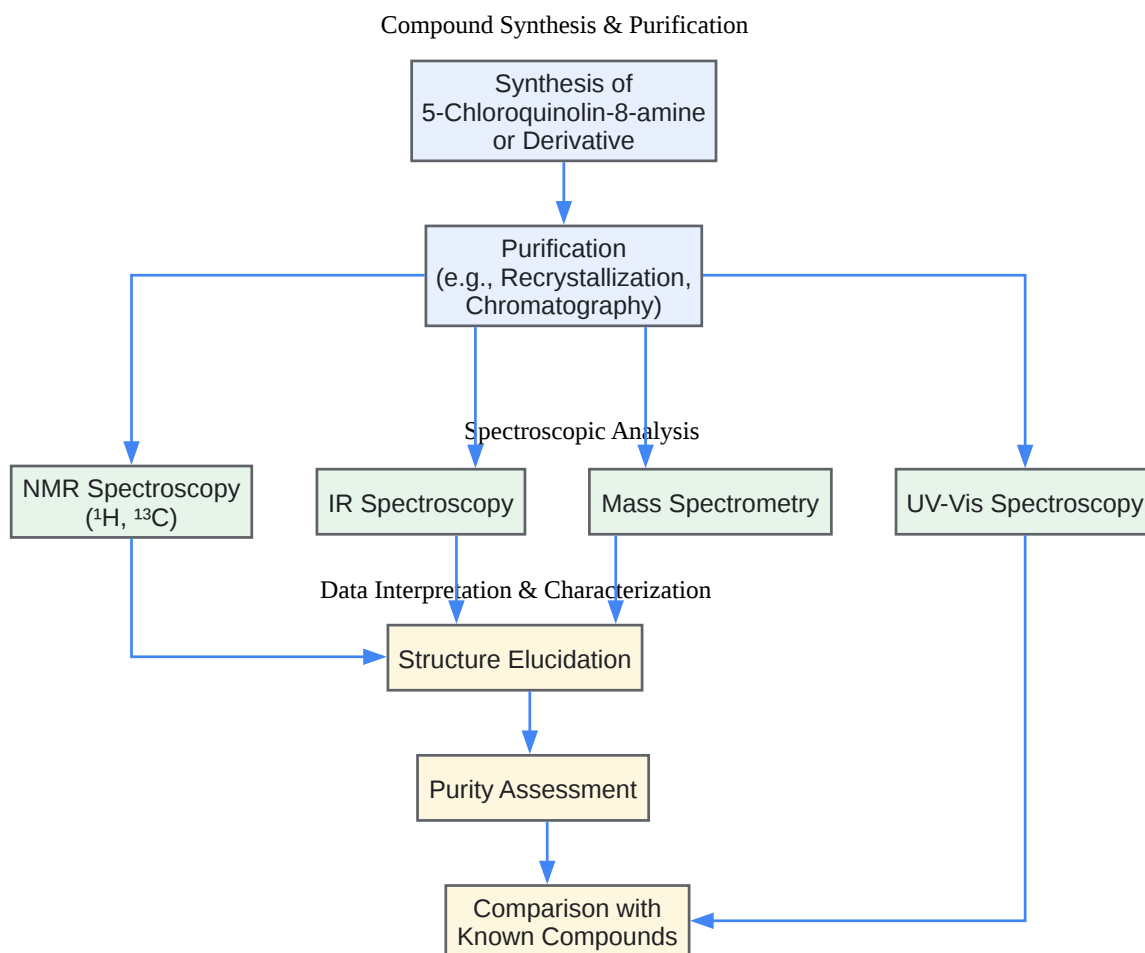 Compound Synthesis & Purification
Synthesis of
5-Chloroquinolin-8-amine
or Derivative
Purification
(e.g., Recrystallization,
Chromatography)
Spectroscopic Analysis
NMR Spectroscopy
(¹H, ¹³C)
IR Spectroscopy
Mass Spectrometry
UV-Vis Spectroscopy
Data Interpretation & Characterization
Structure Elucidation
Purity Assessment
Comparison with
Known Compounds